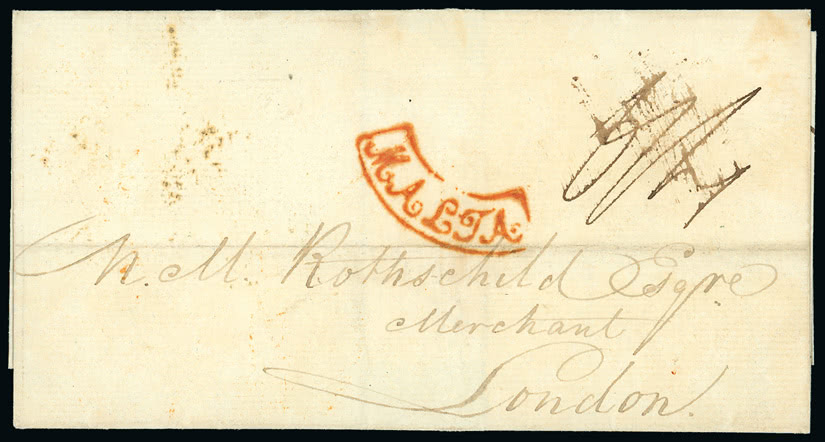 MALTA
N. M. Rothschild Esqre
Merchant
London.